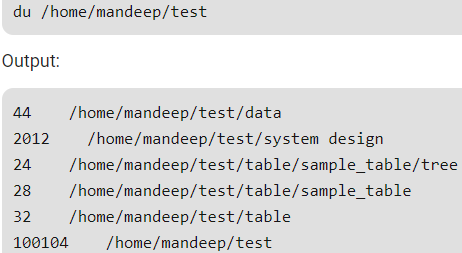 du /home/mandeep/test
Output:
44    /home/mandeep/test/data
2012    /home/mandeep/test/system design
24    /home/mandeep/test/table/sample_table/tree
28    /home/mandeep/test/table/sample_table
32    /home/mandeep/test/table
100104    /home/mandeep/test